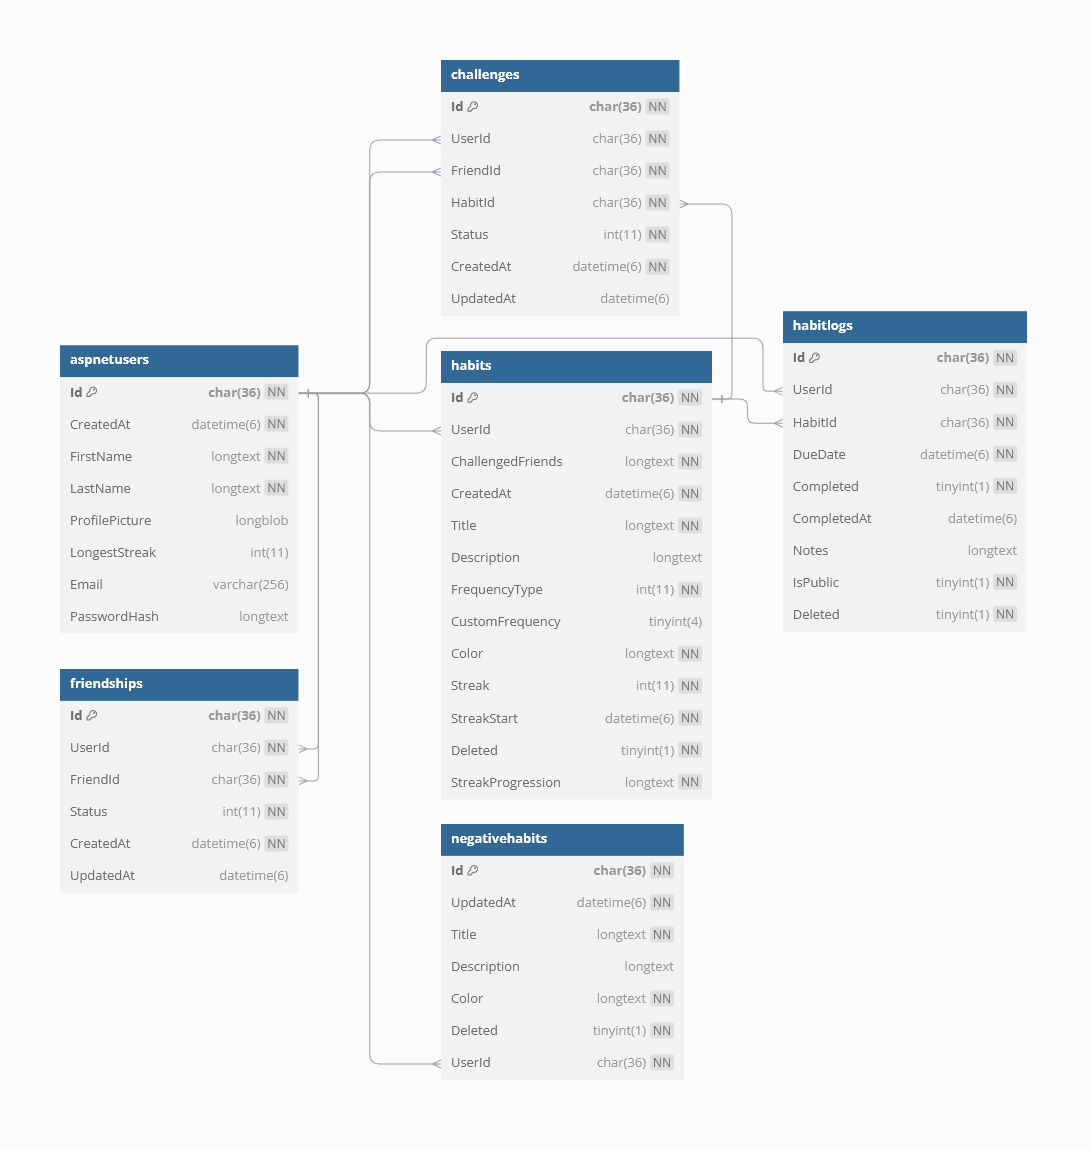 challenges
Id char(36) NN
UserId char(36) NN
FriendId char(36) NN
HabitId char(36) NN
Status int(11) NN
CreatedAt datetime(6) NN
UpdatedAt datetime(6)
aspnetusers
Id char(36) NN
CreatedAt datetime(6) NN
FirstName longtext NN
LastName longtext NN
ProfilePicture longblob
LongestStreak int(11)
Email varchar(256)
PasswordHash longtext
friendships
Id char(36) NN
UserId char(36) NN
FriendId char(36) NN
Status int(11) NN
CreatedAt datetime(6) NN
UpdatedAt datetime(6)
habits
Id char(36) NN
UserId char(36) NN
ChallengedFriends longtext NN
CreatedAt datetime(6) NN
Title longtext NN
Description longtext
FrequencyType int(11) NN
CustomFrequency tinyint(4)
Color longtext NN
Streak int(11) NN
StreakStart datetime(6) NN
Deleted tinyint(1) NN
StreakProgression longtext NN
negativehabits
Id char(36) NN
UpdatedAt datetime(6) NN
Title longtext NN
Description longtext
Color longtext NN
Deleted tinyint(1) NN
UserId char(36) NN
habitlogs
Id char(36) NN
UserId char(36) NN
HabitId char(36) NN
DueDate datetime(6) NN
Completed tinyint(1) NN
CompletedAt datetime(6)
Notes longtext
IsPublic tinyint(1) NN
Deleted tinyint(1) NN